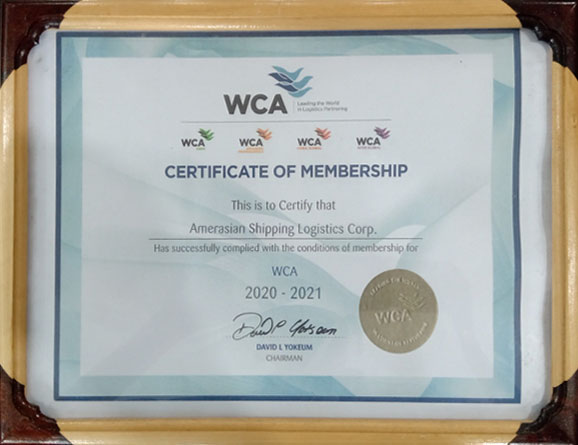 WCA
Leading the World
in Logistics Partnering
WCA WCA WCA WCA
CERTIFICATE OF MEMBERSHIP
This is to Certify that
Amerasian Shipping Logistics Corp.
Has successfully complied with the conditions of membership for
WCA
2020 - 2021
DAVID L YOKEUM
CHAIRMAN
WCA